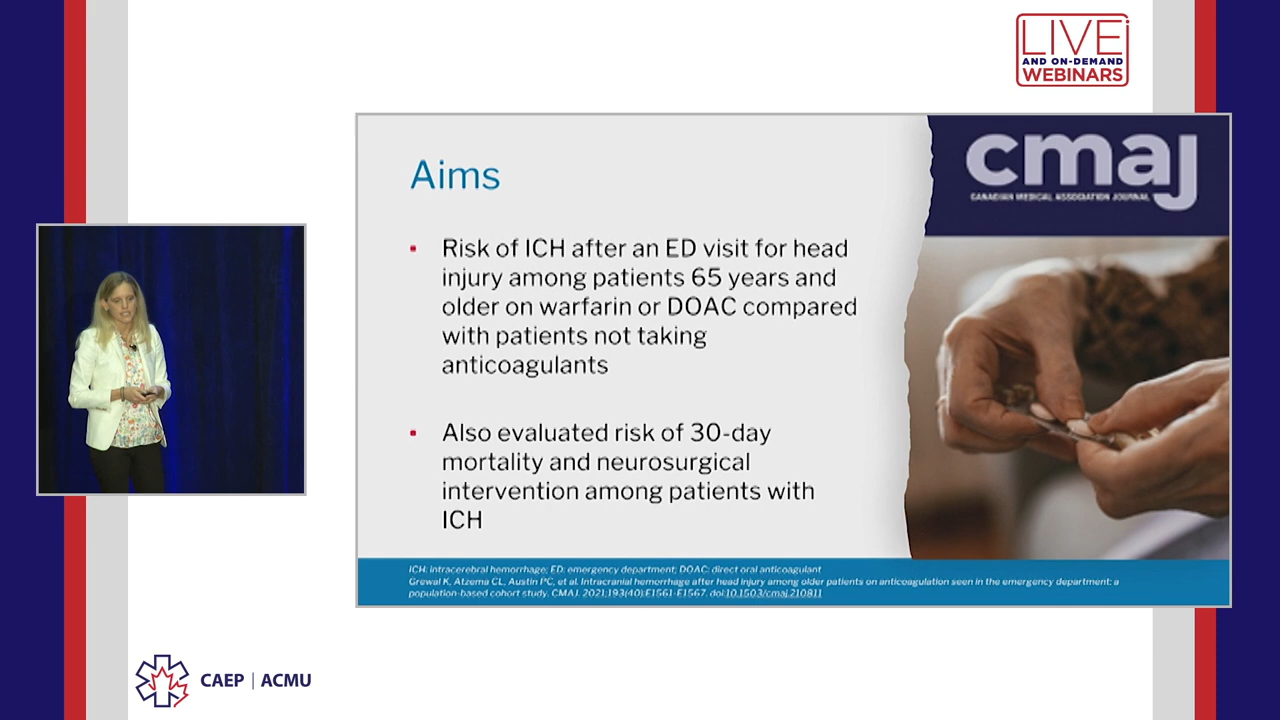 LIVE
AND ON-DEMAND
WEBINARS
Aims
cmaj
CANADIAN MEDICAL ASSOCIATION JOURNAL
• Risk of ICH after an ED visit for head
injury among patients 65 years and
older on warfarin or DOAC compared
with patients not taking
anticoagulants
• Also evaluated risk of 30-day
mortality and neurosurgical
intervention among patients with
ICH
ICH: intracerebral hemorrhage; ED: emergency department; DOAC: direct oral anticoagulant
Grewal K, Atzema CL, Austin PC, et al. Intracranial hemorrhage after head injury among older patients on anticoagulation seen in the emergency department: a
population-based cohort study. CMAJ. 2021;193(40):E1561-E1567. doi:10.1503/cmaj.210811
CAEP | ACMU